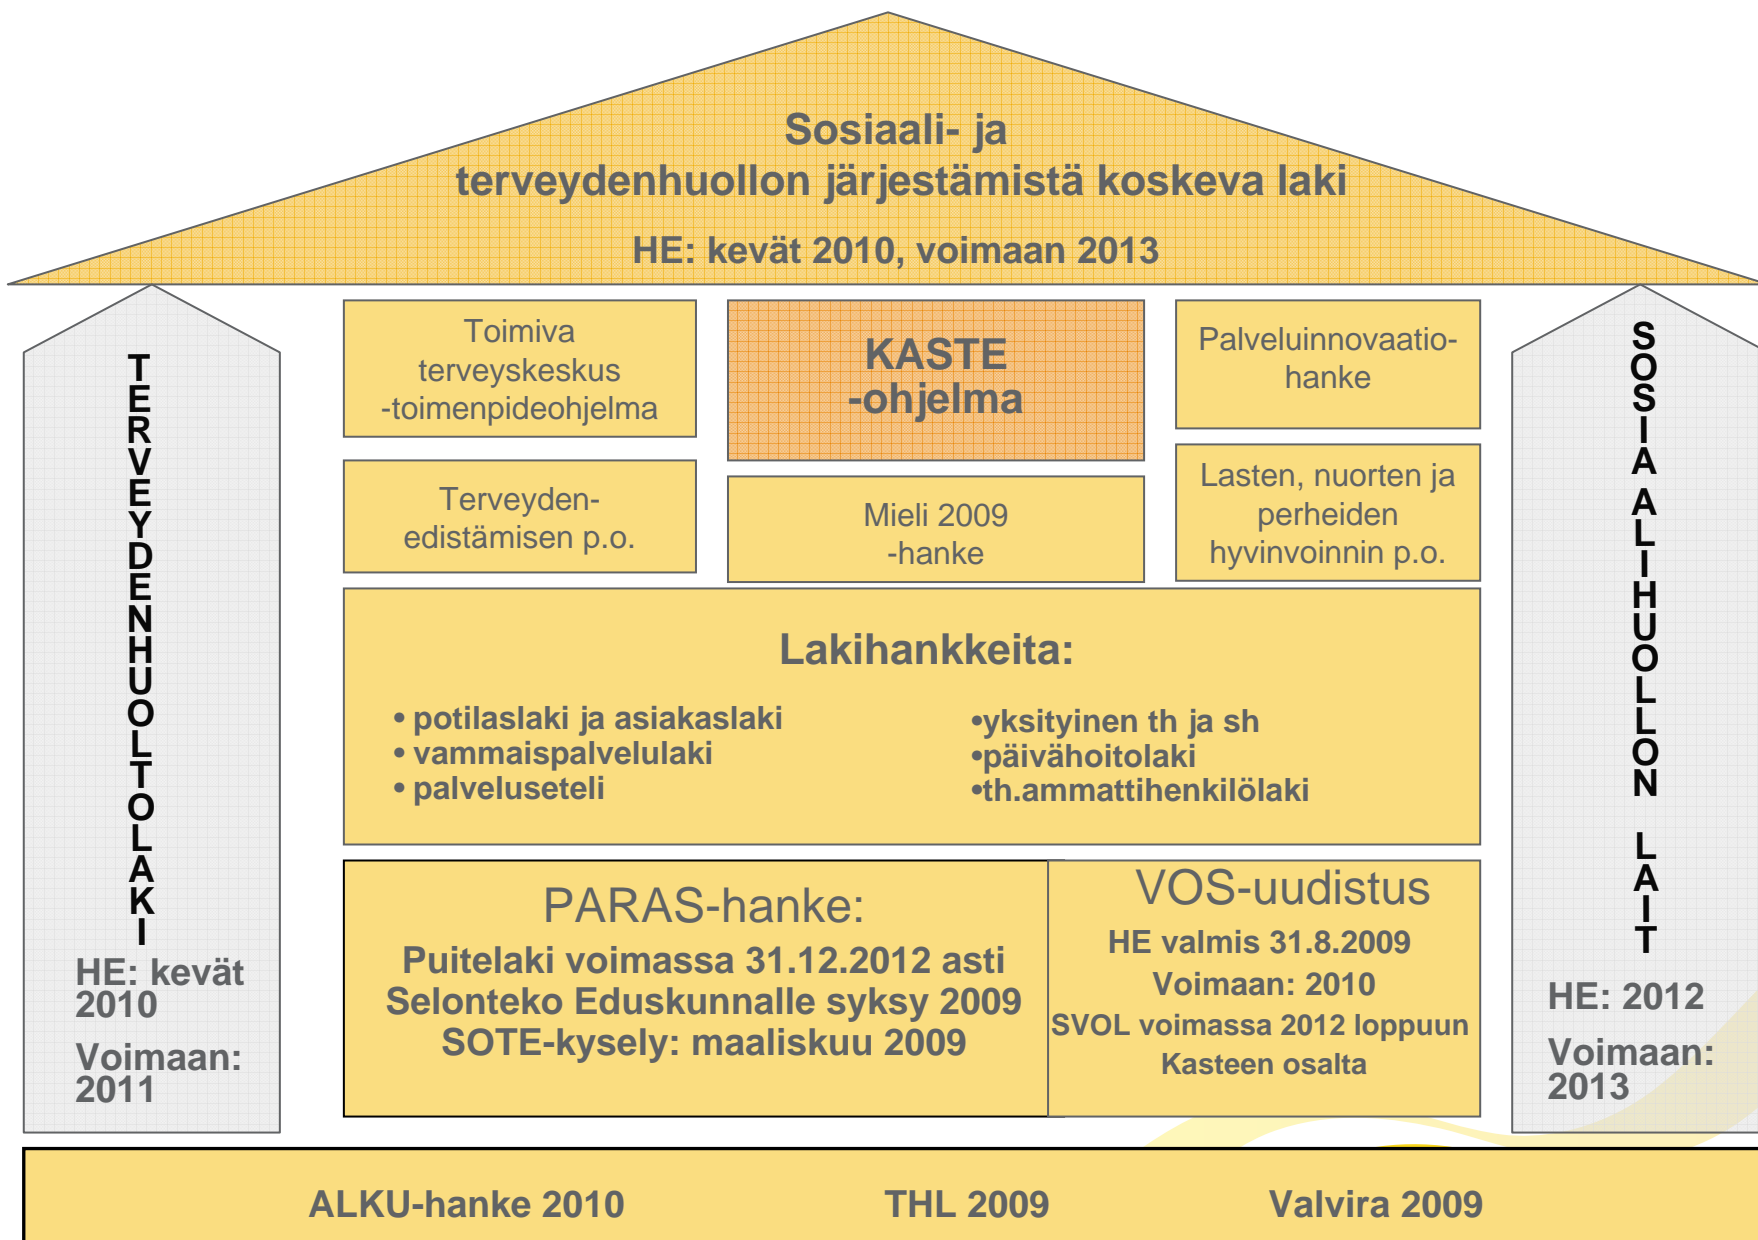 Sosiaali- ja
terveydenhuollon järjestämistä koskeva laki
HE: kevät 2010, voimaan 2013
TERVEYDENHUOLTOLAKI
HE: kevät
2010
Voimaan:
2011
Toimiva
terveyskeskus
-toimenpideohjelma
KASTE
-ohjelma
Palveluinnovaatio-
hanke
Terveyden-
edistämisen p.o.
Mieli 2009
-hanke
Lasten, nuorten ja
perheiden
hyvinvoinnin p.o.
Lakihankkeita:
• potilaslaki ja asiakaslaki
• vammaispalvelulaki
• palveluseteli
•yksityinen th ja sh
•päivähoitolaki
•th.ammattihenkilölaki
PARAS-hanke:
Puitelaki voimassa 31.12.2012 asti
Selonteko Eduskunnalle syksy 2009
SOTE-kysely: maaliskuu 2009
VOS-uudistus
HE valmis 31.8.2009
Voimaan: 2010
SVOL voimassa 2012 loppuun
Kasteen osalta
SOSIAALIHUOLLON LAIT
HE: 2012
Voimaan:
2013
ALKU-hanke 2010 THL 2009 Valvira 2009